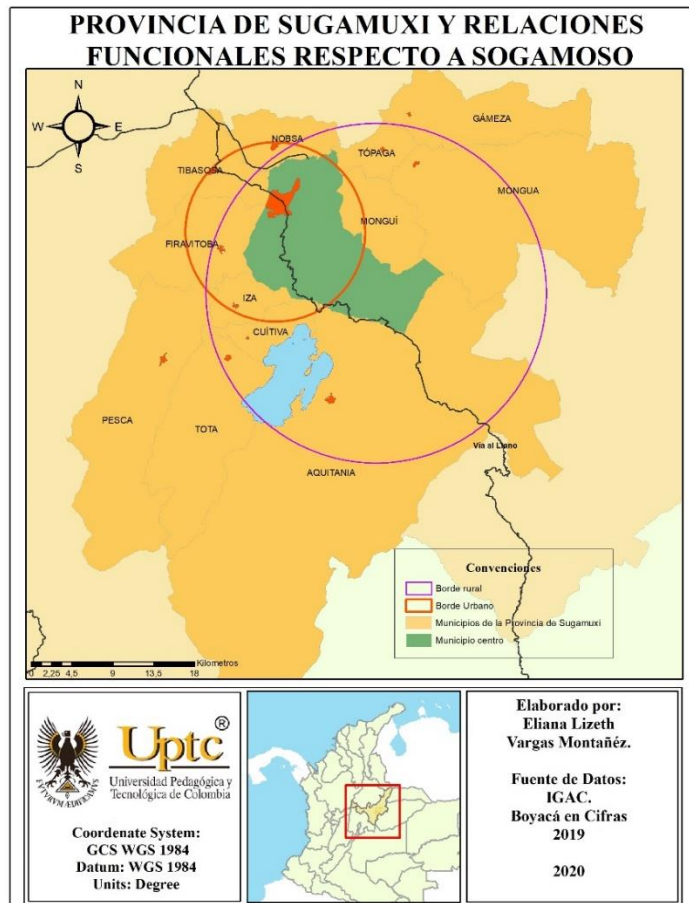 PROVINCIA DE SUGAMUXI Y RELACIONES
FUNCIONALES RESPECTO A SOGAMOSO
N
W
E
S
NOBSA
GÁMEZA
TÓPAGA
TIBASOSA
MONGUA
MONGUÍ
FIRAVITOBA
IZA
CUÍTIVA
PESCA
TOTA
AQUITANIA
Vía al Llano
Convenciones
Borde rural
Borde Urbano
Municipios de la Provincia de Sugamuxi
Municipio centro
Kilometros
0 2,25 4,5 9 13,5 18
Uptc®
Universidad Pedagógica y
Tecnológica de Colombia
Coordenate System:
GCS WGS 1984
Datum: WGS 1984
Units: Degree
Elaborado por:
Eliana Lizeth
Vargas Montañéz.
Fuente de Datos:
IGAC.
Boyacá en Cifras
2019
2020